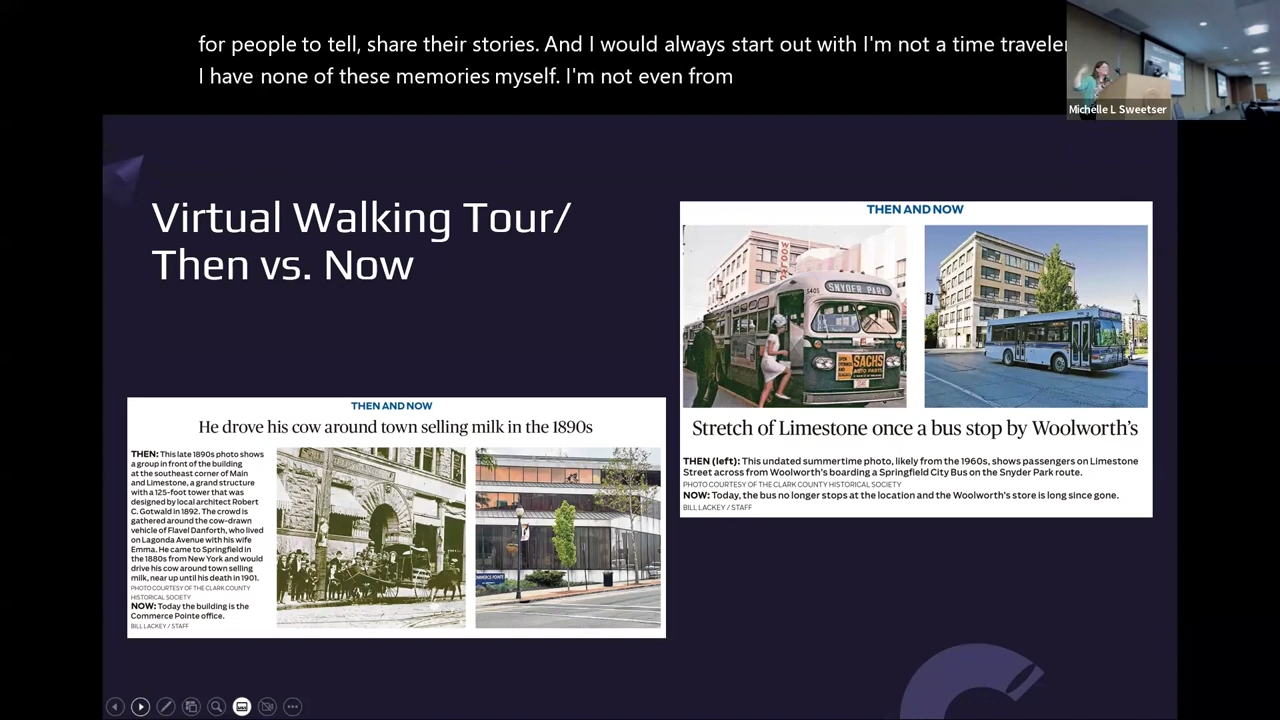 for people to tell, share their stories. And I would always start out with I'm not a time traveler
I have none of these memories myself. I'm not even from
Michelle L Sweetser
Virtual Walking Tour/
Then vs. Now
THEN AND NOW
He drove his cow around town selling milk in the 1890s
THEN: This late 1890s photo shows
a group in front of the building
at the southeast corner of Main
and Limestone, a grand structure
with a 125-foot tower that was
designed by local architect Robert
C. Gotwald in 1892. The crowd is
gathered around the cow-drawn
vehicle of Flavel Danforth, who lived
on Lagonda Avenue with his wife
Emma. He came to Springfield in
the 1880s from New York and would
drive his cow around town selling
milk, near up until his death in 1901.
PHOTO COURTESY OF THE CLARK COUNTY
HISTORICAL SOCIETY
NOW: Today the building is the
Commerce Pointe office.
BILL LACKEY / STAFF
THEN AND NOW
5405
SNYDER PARK
SACHS
AUTO PARTS
Stretch of Limestone once a bus stop by Woolworth's
THEN (left): This undated summertime photo, likely from the 1960s, shows passengers on Limestone
Street across from Woolworth's boarding a Springfield City Bus on the Snyder Park route.
PHOTO COURTESY OF THE CLARK COUNTY HISTORICAL SOCIETY
NOW: Today, the bus no longer stops at the location and the Woolworth's store is long since gone.
BILL LACKEY / STAFF